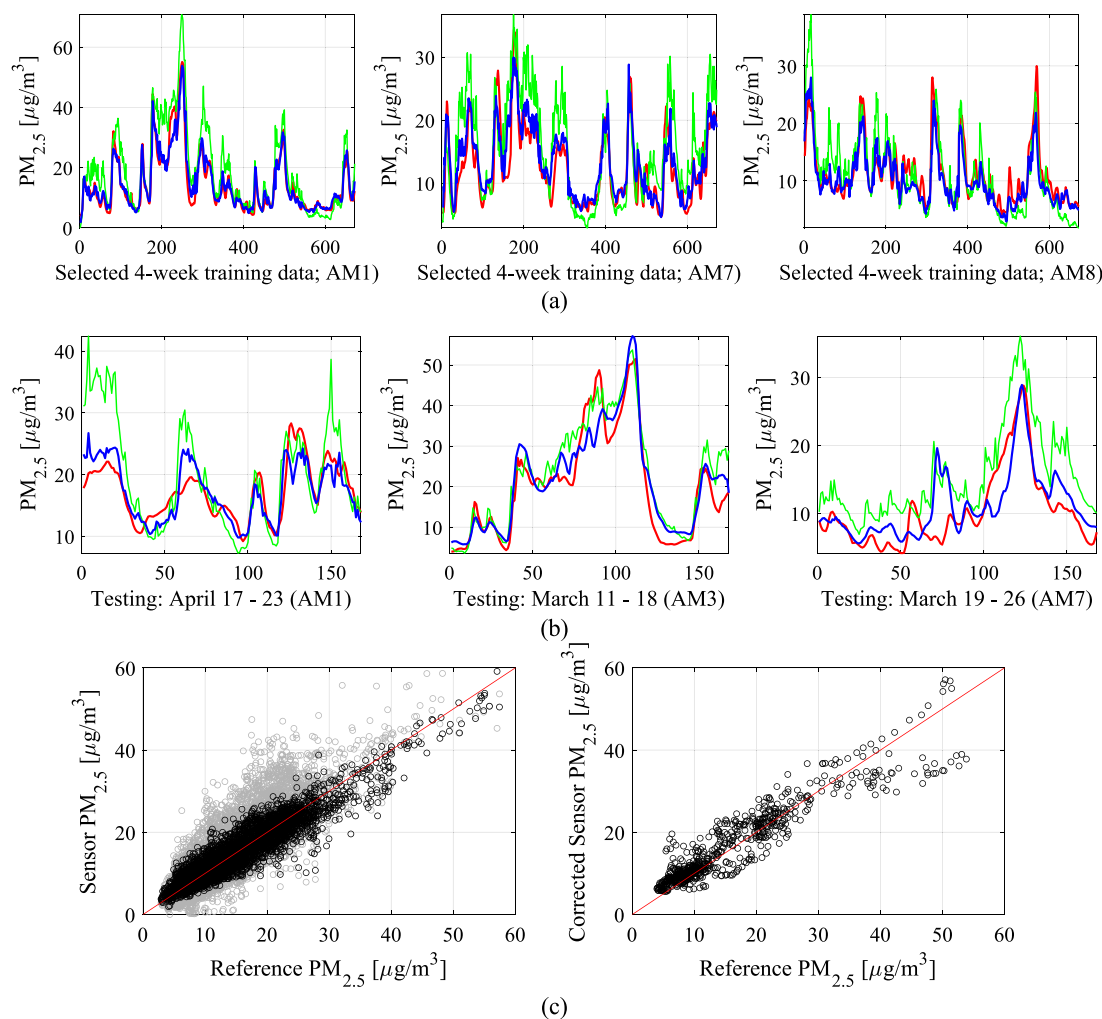 PM2.5 [μg/m3]
60
40
20
0
0 200 400 600
Selected 4-week training data; AM1)
PM2.5 [μg/m3]
30
20
10
0 200 400 600
Selected 4-week training data; AM7)
PM2.5 [μg/m3]
30
20
10
0 200 400 600
Selected 4-week training data; AM8)
(a)
PM2.5 [μg/m3]
40
30
20
10
0 50 100 150
Testing: April 17 - 23 (AM1)
PM2.5 [μg/m3]
50
40
30
20
10
0 50 100 150
Testing: March 11 - 18 (AM3)
PM2.5 [μg/m3]
30
20
10
0 50 100 150
Testing: March 19 - 26 (AM7)
(b)
Sensor PM2.5 [μg/m3]
60
40
20
0
0 10 20 30 40 50 60
Reference PM2.5 [μg/m3]
Corrected Sensor PM2.5 [μg/m3]
60
40
20
0
0 10 20 30 40 50 60
Reference PM2.5 [μg/m3]
(c)